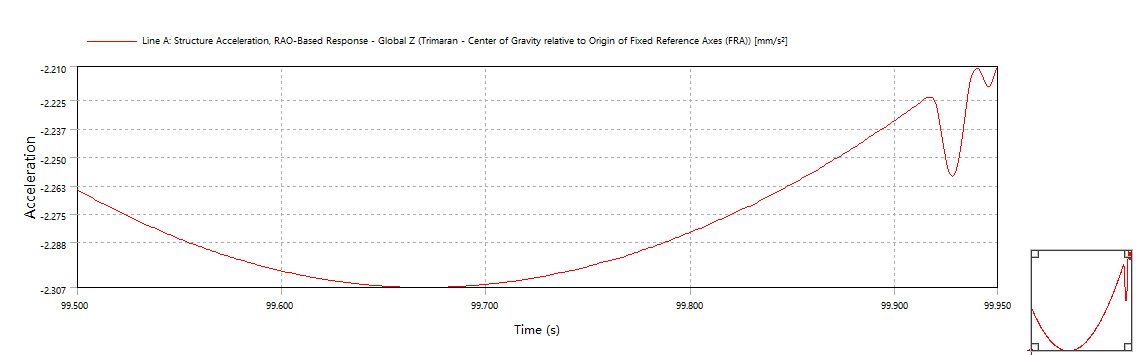 Line A: Structure Acceleration, RAO-Based Response - Global Z (Trimaran - Center of Gravity relative to Origin of Fixed Reference Axes (FRA)) [mm/s²]
-2.210
-2.225
-2.237
-2.250
-2.263
-2.275
-2.288
-2.307
Acceleration
99.500 99.600 99.700 99.800 99.900 99.950
Time (s)